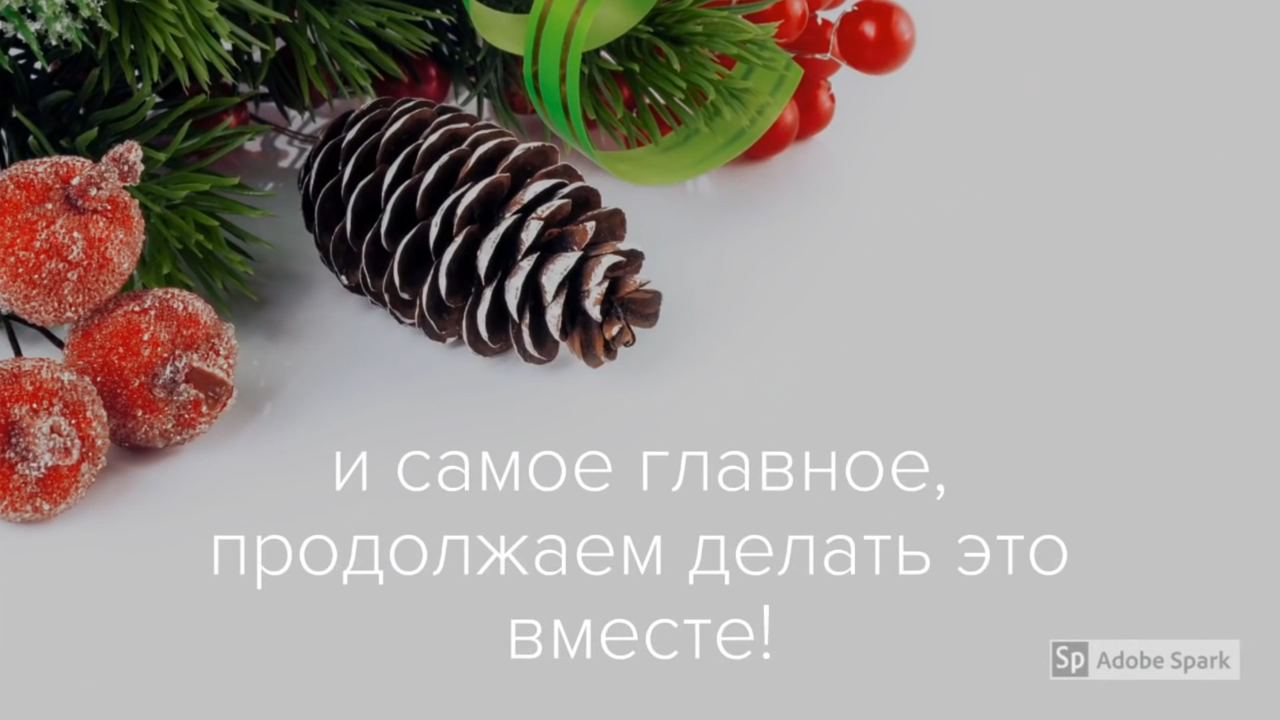 и самое главное,
продолжаем делать это
вместе!
Sp Adobe Spark